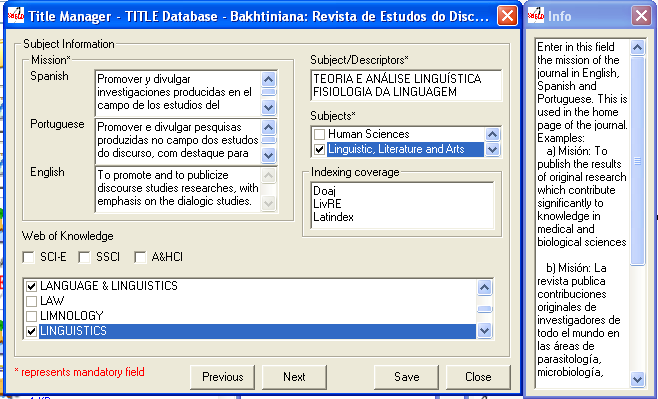 Title Manager - TITLE Database - Bakhtiniana: Revista de Estudos do Disc...
Subject Information
Mission*
Spanish
Promover y divulgar
investigaciones producidas en el
campo de los estudios del
Portuguese
Promover e divulgar pesquisas
produzidas no campo dos estudos
do discurso, com destaque para
English
To promote and to publicize
discourse studies researches, with
emphasis on the dialogic studies.
Subject/Descriptors*
TEORIA E ANÁLISE LINGUÍSTICA
FISIOLOGIA DA LINGUAGEM
Subjects*
Human Sciences
Linguistic, Literature and Arts
Indexing coverage
Doaj
LivRE
Latindex
Web of Knowledge
SCI-E
SSCI
A&HCI
LANGUAGE & LINGUISTICS
LAW
LIMNOLOGY
LINGUISTICS
* represents mandatory field
Previous
Next
Save
Close
Info
Enter in this field
the mission of the
journal in English,
Spanish and
Portuguese. This is
used in the home
page of the journal.
Examples:
a) Misión: To
publish the results
of original research
which contribute
significantly to
knowledge in
medical and
biological sciences
b) Misión: La
revista publica
contribuciones
originales de
investigadores de
todo el mundo en
las áreas de
parasitología,
microbiología,